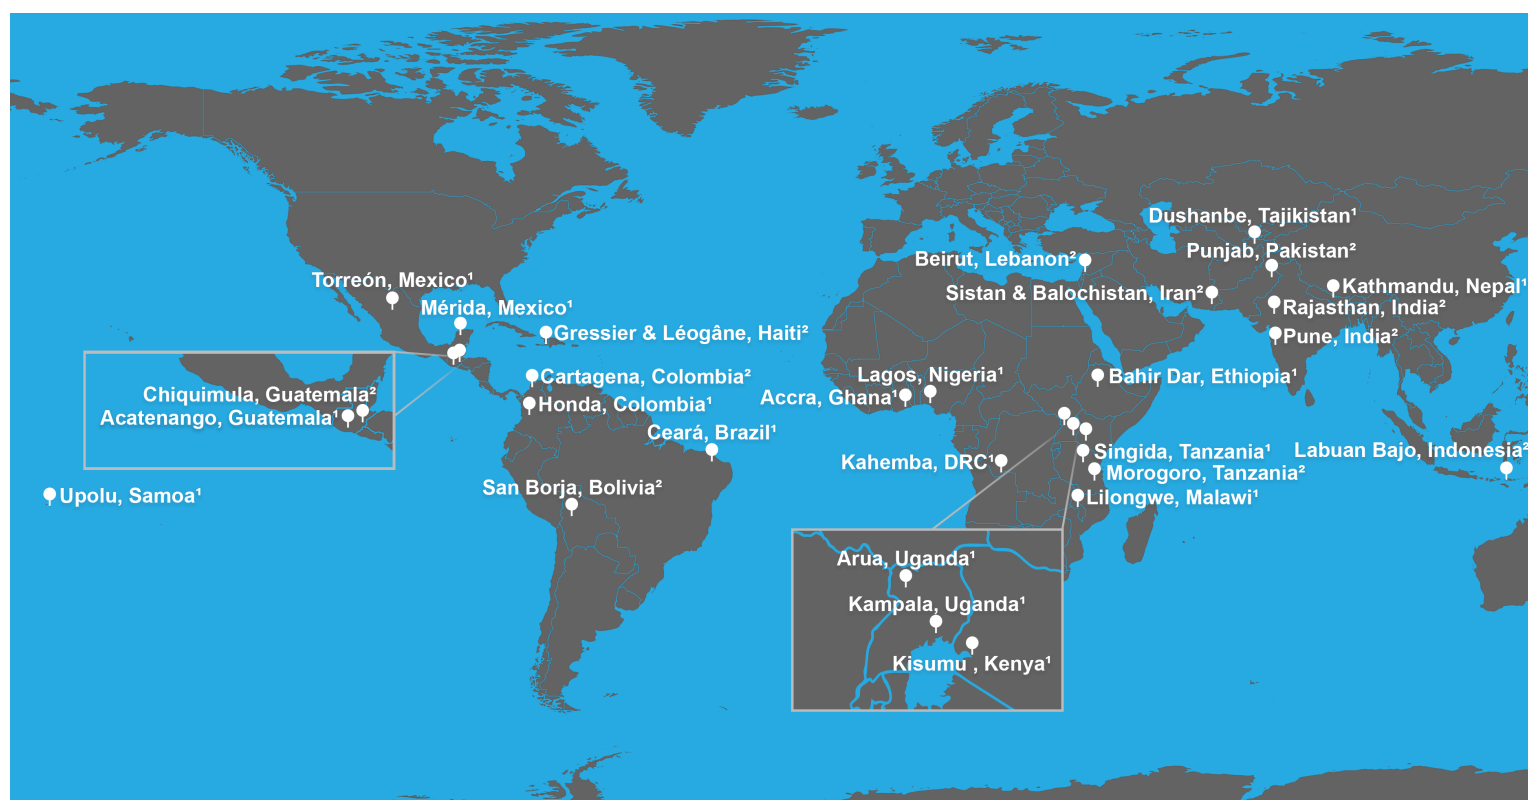 Dushanbe, Tajikistan¹
Punjab, Pakistan²
Beirut, Lebanon²
Torreón, Mexico¹
Kathmandu, Nepal¹
Sistan & Balochistan, Iran²
Mérida, Mexico¹
Rajasthan, India²
Gressier & Léogâne, Haiti²
Pune, India²
Lagos, Nigeria¹
Cartagena, Colombia²
Bahir Dar, Ethiopia¹
Chiquimula, Guatemala²
Accra, Ghana¹
Honda, Colombia¹
Acatenango, Guatemala¹
Ceará, Brazil¹
Labuan Bajo, Indonesia²
Singida, Tanzania¹
Kahemba, DRC¹
Morogoro, Tanzania²
San Borja, Bolivia²
Upolu, Samoa¹
Lilongwe, Malawi¹
Arua, Uganda¹
Kampala, Uganda¹
Kisumu , Kenya¹